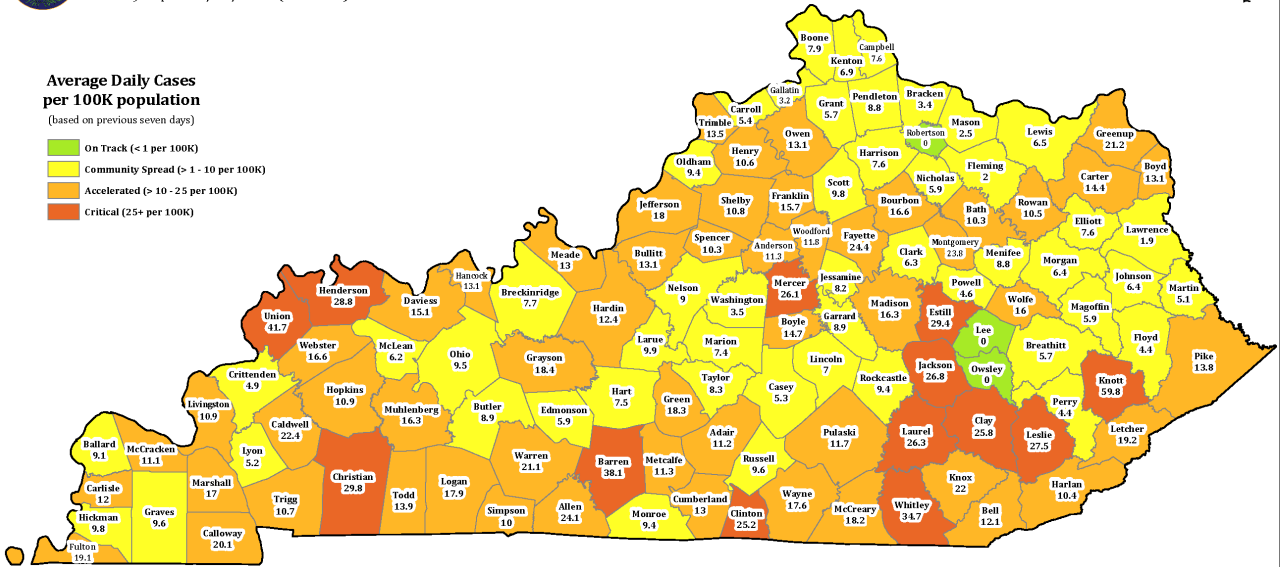 Average Daily Cases
per 100K population
(based on previous seven days)
On Track (< 1 per 100K)
Community Spread (> 1 - 10 per 100K)
Accelerated (> 10 - 25 per 100K)
Critical (25+ per 100K)
Boone
7.9
Kenton
6.9
Campbell
7.6
Gallatin
3.2
Carroll
5.4
Trimble
13.5
Grant
5.7
Pendleton
8.8
Bracken
3.4
Owen
13.1
Robertson
0
Mason
2.5
Lewis
6.5
Greenup
21.2
Henry
10.6
Oldham
9.4
Harrison
7.6
Fleming
2
Boyd
13.1
Carter
14.4
Nicholas
5.9
Scott
9.8
Jefferson
18
Shelby
10.8
Franklin
15.7
Bourbon
16.6
Bath
10.3
Rowan
10.5
Elliott
7.6
Lawrence
1.9
Spencer
10.3
Anderson
11.3
Woodford
11.8
Fayette
24.4
Clark
6.3
Montgomery
23.8
Menifee
8.8
Morgan
6.4
Johnson
6.4
Martin
5.1
Meade
13
Bullitt
13.1
Hancock
13.1
Breckinridge
7.7
Nelson
9
Washington
3.5
Mercer
26.1
Jessamine
8.2
Madison
16.3
Powell
4.6
Estill
29.4
Wolfe
16
Magoffin
5.9
Henderson
28.8
Daviess
15.1
Union
41.7
Hardin
12.4
Boyle
14.7
Garrard
8.9
Lee
0
Breathitt
5.7
Floyd
4.4
Pike
13.8
Webster
16.6
McLean
6.2
Ohio
9.5
Grayson
18.4
Larue
9.9
Marion
7.4
Lincoln
7
Rockcastle
9.4
Jackson
26.8
Owsley
0
Knott
59.8
Crittenden
4.9
Hopkins
10.9
Hart
7.5
Taylor
8.3
Casey
5.3
Perry
4.4
Livingston
10.9
Muhlenberg
16.3
Butler
8.9
Edmonson
5.9
Green
18.3
Caldwell
22.4
Adair
11.2
Pulaski
11.7
Laurel
26.3
Clay
25.8
Leslie
27.5
Letcher
19.2
Ballard
9.1
McCracken
11.1
Lyon
5.2
Warren
21.1
Barren
38.1
Metcalfe
11.3
Russell
9.6
Carlisle
12
Marshall
17
Christian
29.8
Todd
13.9
Logan
17.9
Knox
22
Harlan
10.4
Hickman
9.8
Graves
9.6
Trigg
10.7
Simpson
10
Allen
24.1
Monroe
9.4
Cumberland
13
Clinton
25.2
Wayne
17.6
McCreary
18.2
Whitley
34.7
Bell
12.1
Calloway
20.1
Fulton
19.1